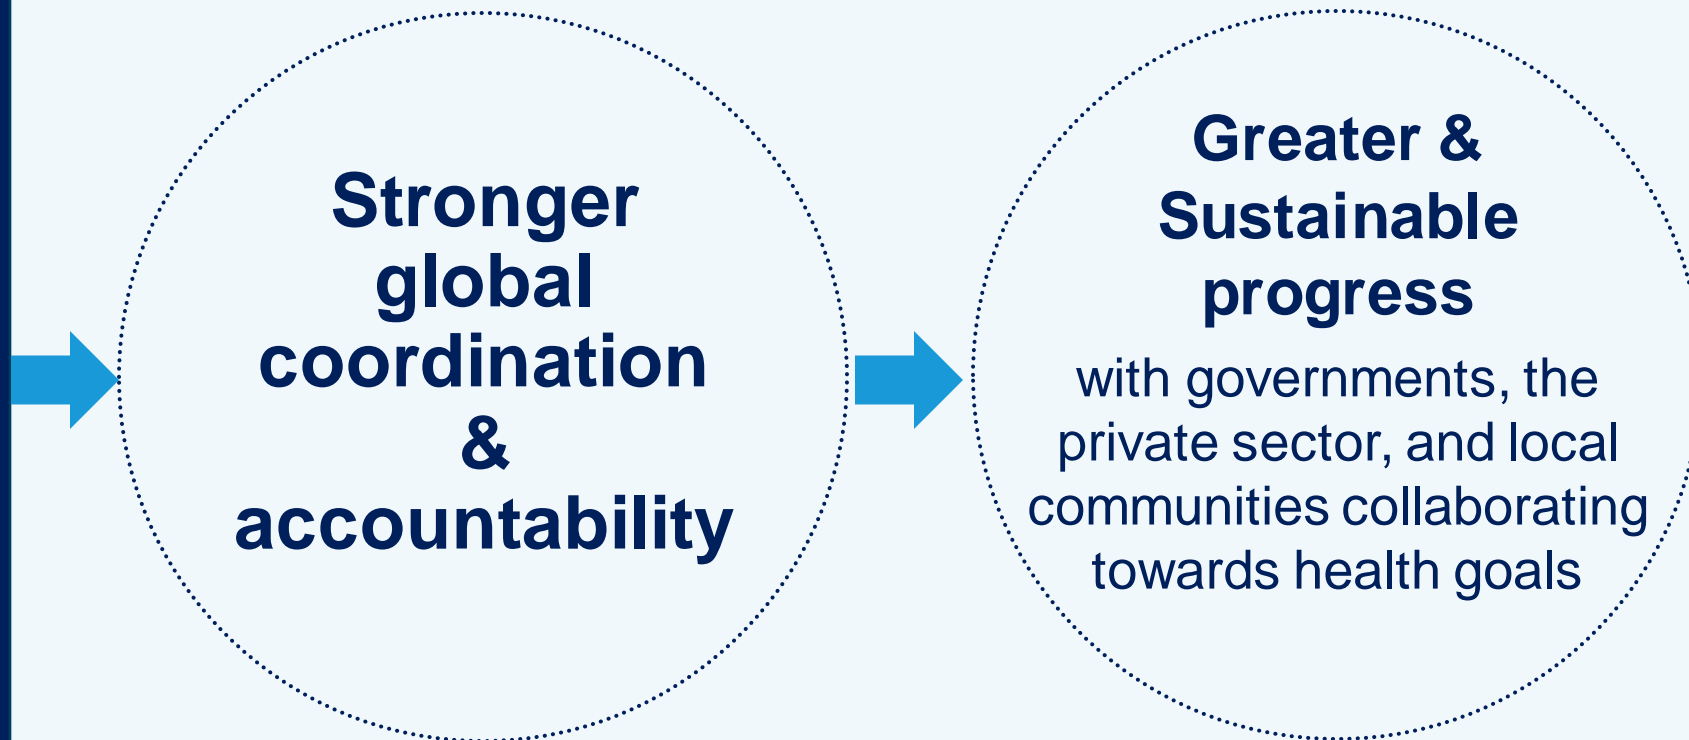 Stronger
global
coordination
&
accountability
Greater &
Sustainable
progress
with governments, the
private sector, and local
communities collaborating
towards health goals